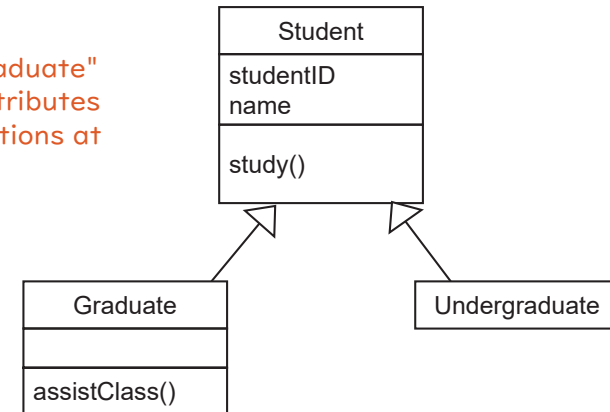 Student
aduate"
tributes
tions at
studentID
name
study()
Graduate
Undergraduate
assistClass()